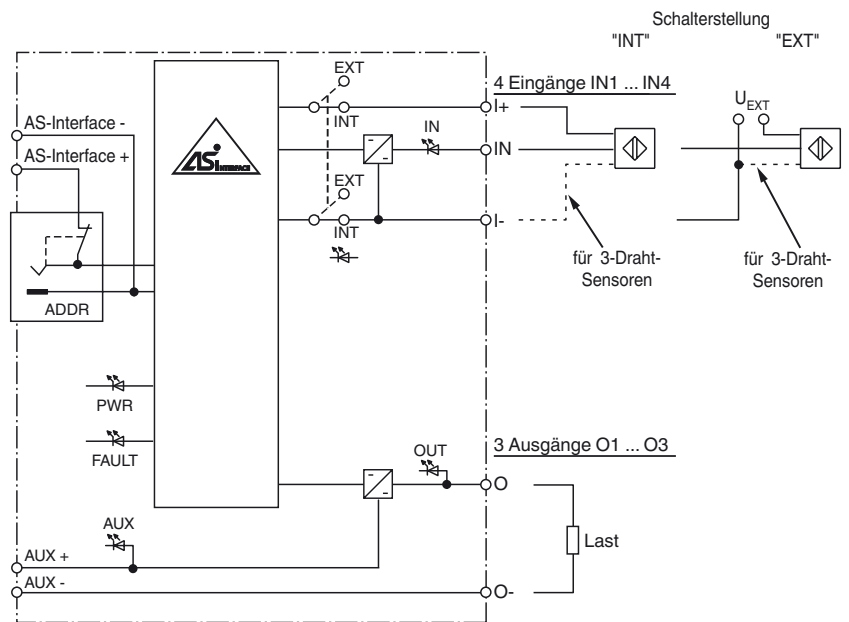 Schalterstellung
"INT" "EXT"
EXT
4 Eingänge IN1 ... IN4
UEXT
I+
INT
IN
IN
AS-Interface -
AS-Interface +
ASi INTERFACE
EXT
I-
INT
für 3-Draht-
Sensoren
für 3-Draht-
Sensoren
ADDR
PWR
FAULT
OUT
3 Ausgänge O1 ... O3
O
AUX
Last
AUX +
AUX -
O-